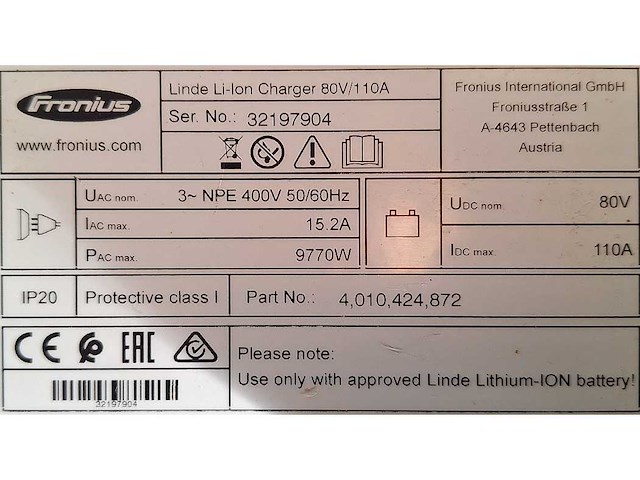 Fronius
www.fronius.com
Linde Li-Ion Charger 80V/110A
Ser. No.: 32197904
Fronius International GmbH
Froniusstraße 1
A-4643 Pettenbach
Austria
UAC nom. 3~ NPE 400V 50/60Hz
IAC max. 15.2A
PAC max. 9770W
UDC nom. 80V
IDC max. 110A
IP20 Protective class I Part No.: 4,010,424,872
CE EAC
32197904
Please note:
Use only with approved Linde Lithium-ION battery!